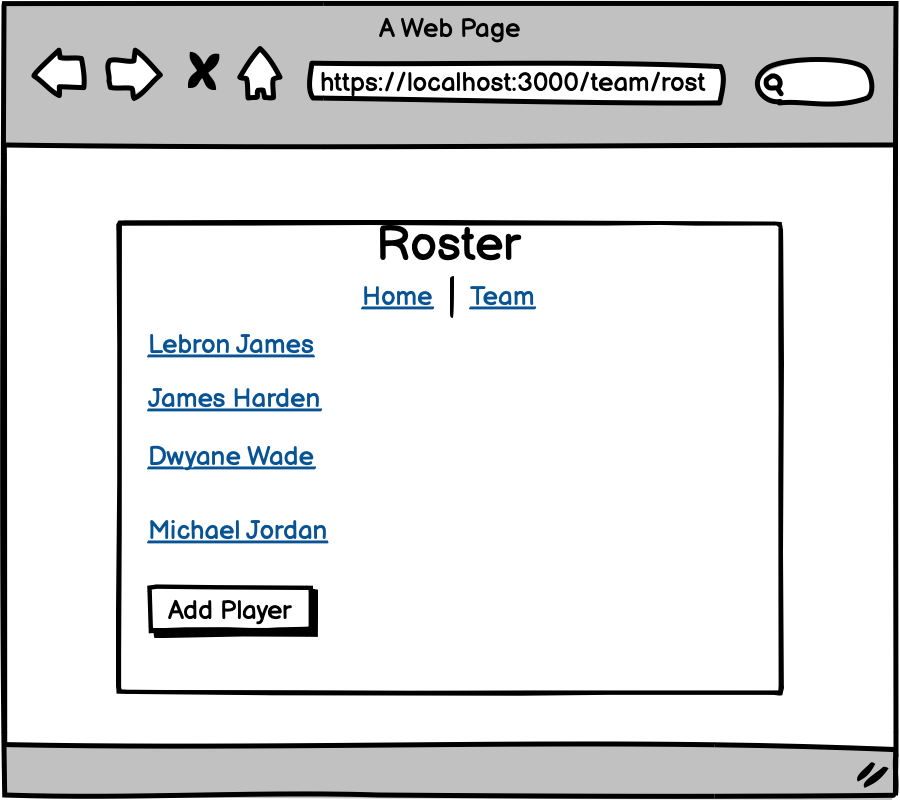 A Web Page
https://localhost:3000/team/rost
Roster
Home | Team
Lebron James
James Harden
Dwyane Wade
Michael Jordan
Add Player